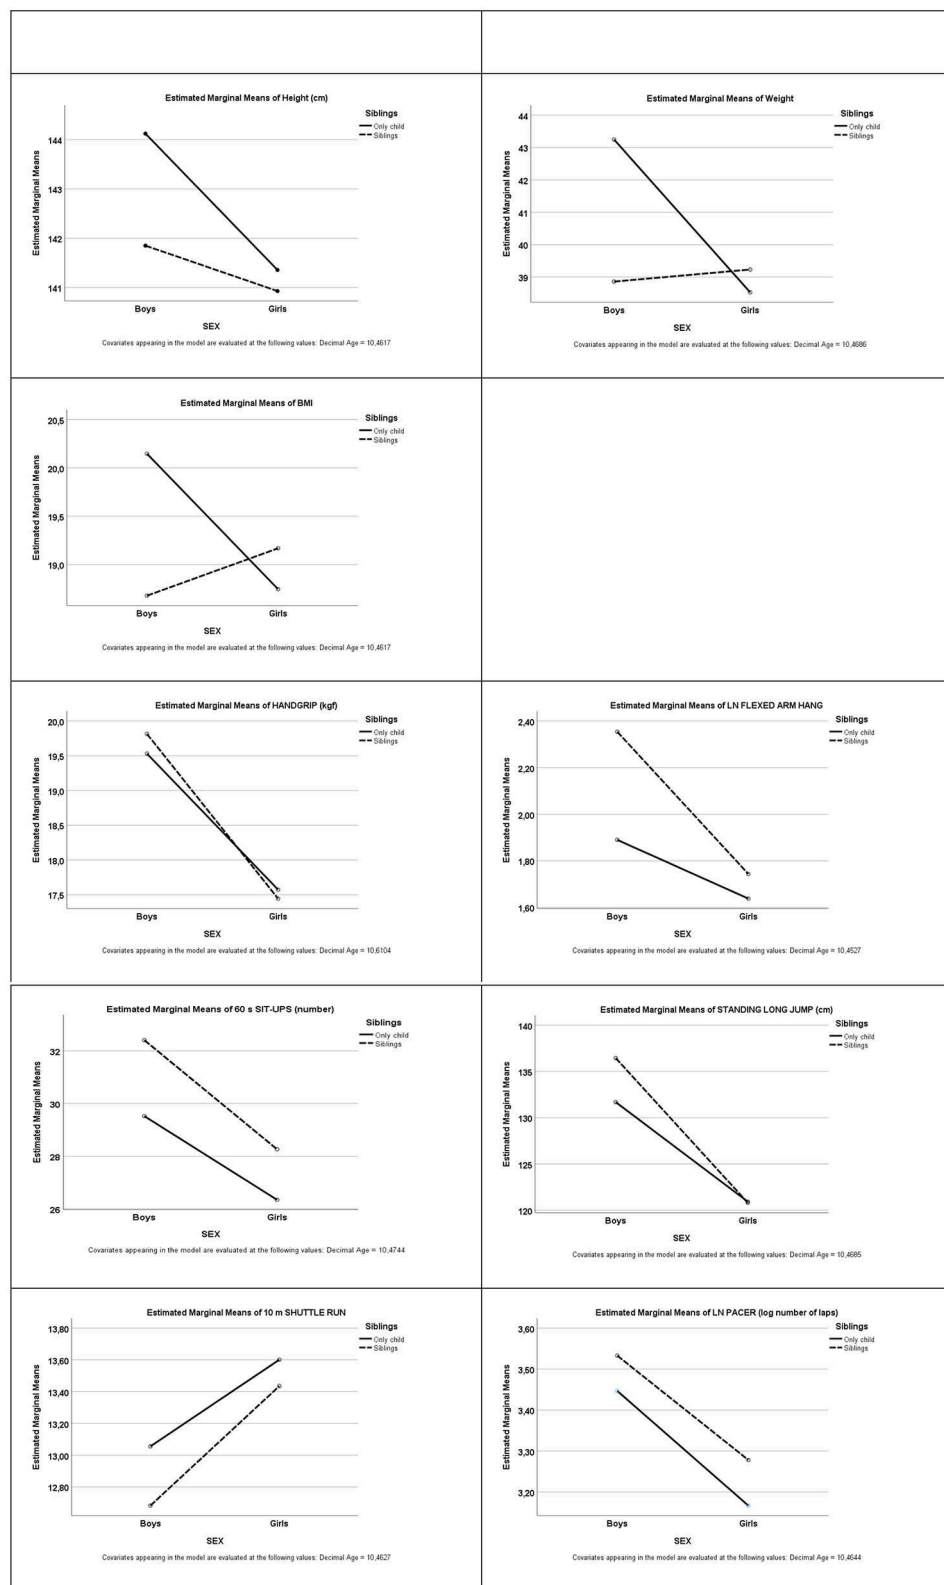 Estimated Marginal Means of Height (cm)
Siblings
Only child
Siblings
Estimated Marginal Means
144
143
142
141
Boys
Girls
SEX
Covariates appearing in the model are evaluated at the following values: Decimal Age = 10,4617
Estimated Marginal Means of Weight
Siblings
Only child
Siblings
Estimated Marginal Means
44
43
42
41
40
39
Boys
Girls
SEX
Covariates appearing in the model are evaluated at the following values: Decimal Age = 10,4686
Estimated Marginal Means of BMI
Siblings
Only child
Siblings
Estimated Marginal Means
20,5
20,0
19,5
19,0
Boys
Girls
SEX
Covariates appearing in the model are evaluated at the following values: Decimal Age = 10,4617
Estimated Marginal Means of HANDGRIP (kgf)
Siblings
Only child
Siblings
Estimated Marginal Means
20,0
19,5
19,0
18,5
18,0
17,5
Boys
Girls
SEX
Covariates appearing in the model are evaluated at the following values: Decimal Age = 10,6104
Estimated Marginal Means of LN FLEXED ARM HANG
Siblings
Only child
Siblings
Estimated Marginal Means
2,40
2,20
2,00
1,80
1,60
Boys
Girls
SEX
Covariates appearing in the model are evaluated at the following values: Decimal Age = 10,4527
Estimated Marginal Means of 60 s SIT-UPS (number)
Siblings
Only child
Siblings
Estimated Marginal Means
32
30
28
26
Boys
Girls
SEX
Covariates appearing in the model are evaluated at the following values: Decimal Age = 10,4744
Estimated Marginal Means of STANDING LONG JUMP (cm)
Siblings
Only child
Siblings
Estimated Marginal Means
140
135
130
125
120
Boys
Girls
SEX
Covariates appearing in the model are evaluated at the following values: Decimal Age = 10,4685
Estimated Marginal Means of 10 m SHUTTLE RUN
Siblings
Only child
Siblings
Estimated Marginal Means
13,80
13,60
13,40
13,20
13,00
12,80
Boys
Girls
SEX
Covariates appearing in the model are evaluated at the following values: Decimal Age = 10,4627
Estimated Marginal Means of LN PACER (log number of laps)
Siblings
Only child
Siblings
Estimated Marginal Means
3,60
3,50
3,40
3,30
3,20
Boys
Girls
SEX
Covariates appearing in the model are evaluated at the following values: Decimal Age = 10,4644